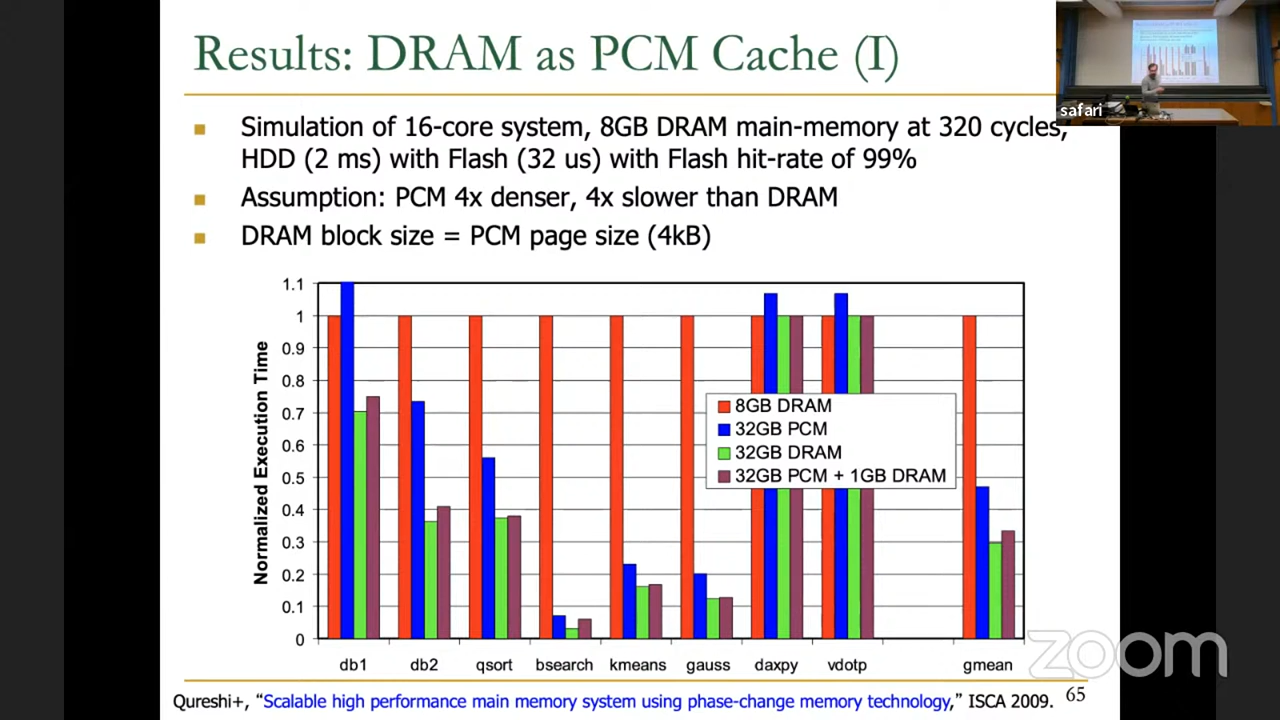 Results: DRAM as PCM Cache (I)
safari
Simulation of 16-core system, 8GB DRAM main-memory at 320 cycles,
HDD (2 ms) with Flash (32 us) with Flash hit-rate of 99%
Assumption: PCM 4x denser, 4x slower than DRAM
DRAM block size = PCM page size (4kB)
Normalized Execution Time
1.1
1
0.9
0.8
0.7
0.6
0.5
0.4
0.3
0.2
0.1
0
8GB DRAM
32GB PCM
32GB DRAM
32GB PCM + 1GB DRAM
db1 db2 qsort bsearch kmeans gauss daxpy vdotp gmean
zoom
Qureshi+, “Scalable high performance main memory system using phase-change memory technology,” ISCA 2009. 65